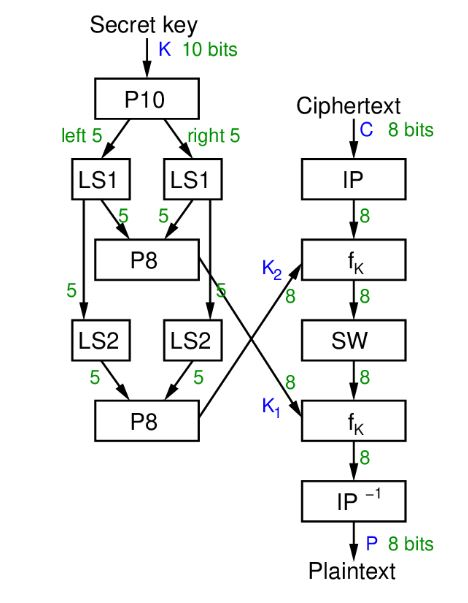 Secret key
K 10 bits
P10
left 5 right 5
LS1 LS1
5 5
P8
5 5
LS2 LS2
5 5
P8
Ciphertext
C 8 bits
IP
8
fK
K2
8
8
SW
8
8
K1
fK
8
IP −1
P 8 bits
Plaintext